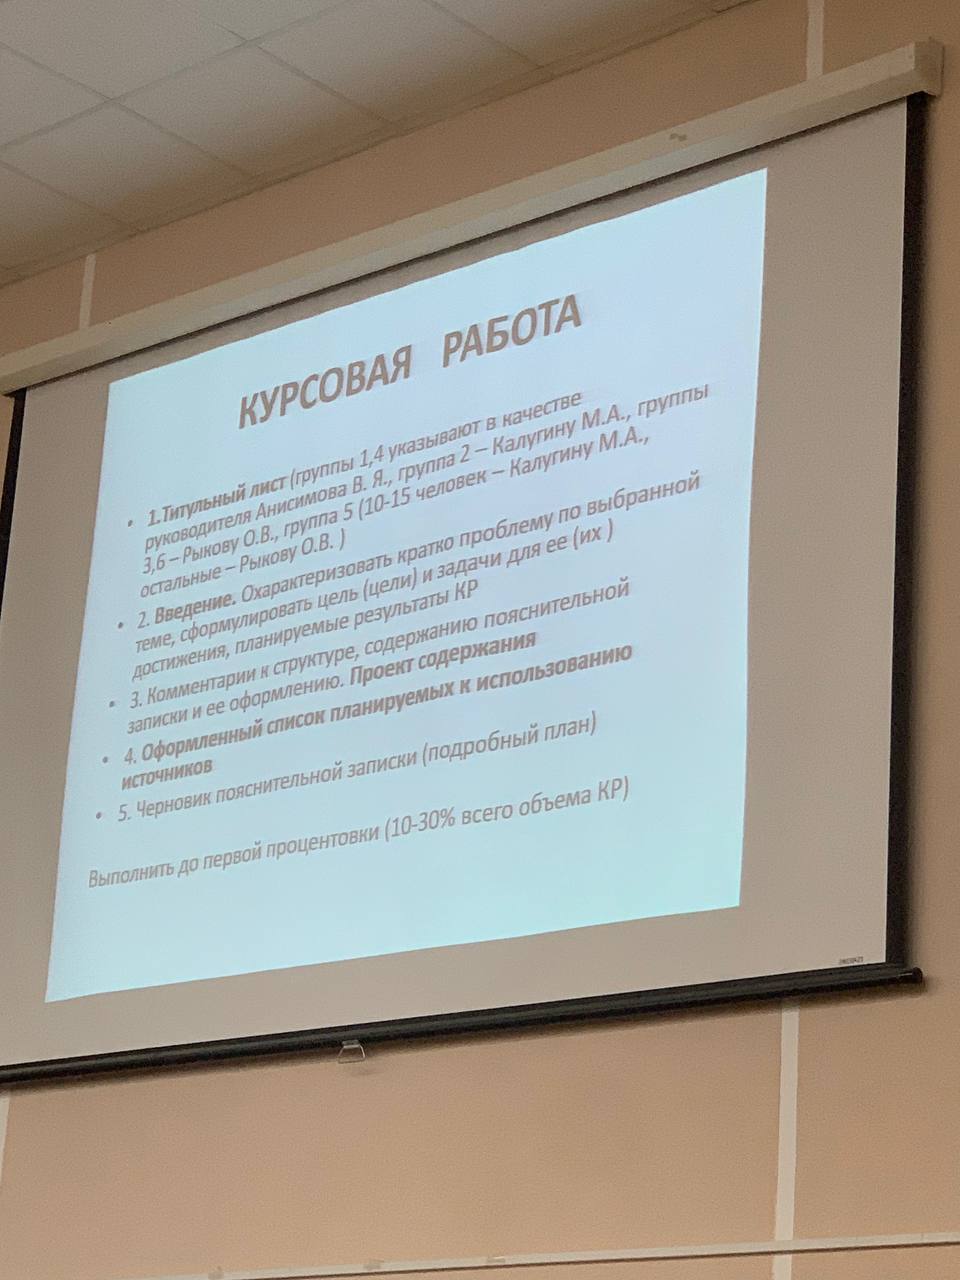 КУРСОВАЯ РАБОТА
• 1.Титульный лист (группы 1,4 указывают в качестве
руководителя Анисимова В. Я., группа 2 – Калугину М.А., группы
3,6 – Рыкову О.В., группа 5 (10-15 человек – Калугину М.А.,
остальные – Рыкову О.В. )
• 2. Введение. Охарактеризовать кратко проблему по выбранной
теме, сформулировать цель (цели) и задачи для ее (их )
достижения, планируемые результаты КР
• 3. Комментарии к структуре, содержанию пояснительной
записки и ее оформлению. Проект содержания
• 4. Оформленный список планируемых к использованию
источников
• 5. Черновик пояснительной записки (подробный план)
Выполнить до первой процентовки (10-30% всего объема КР)